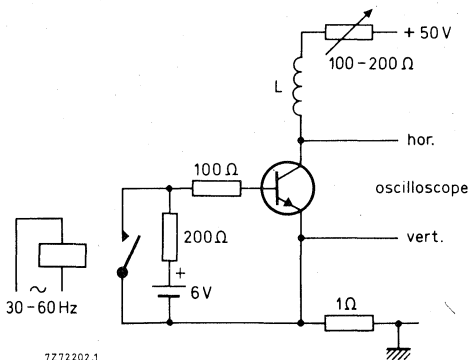 + 50 V
100 – 200 Ω
L
hor.
100 Ω
oscilloscope
200 Ω
vert.
+
6 V
~
30 – 60 Hz
1 Ω
7Z72202.1